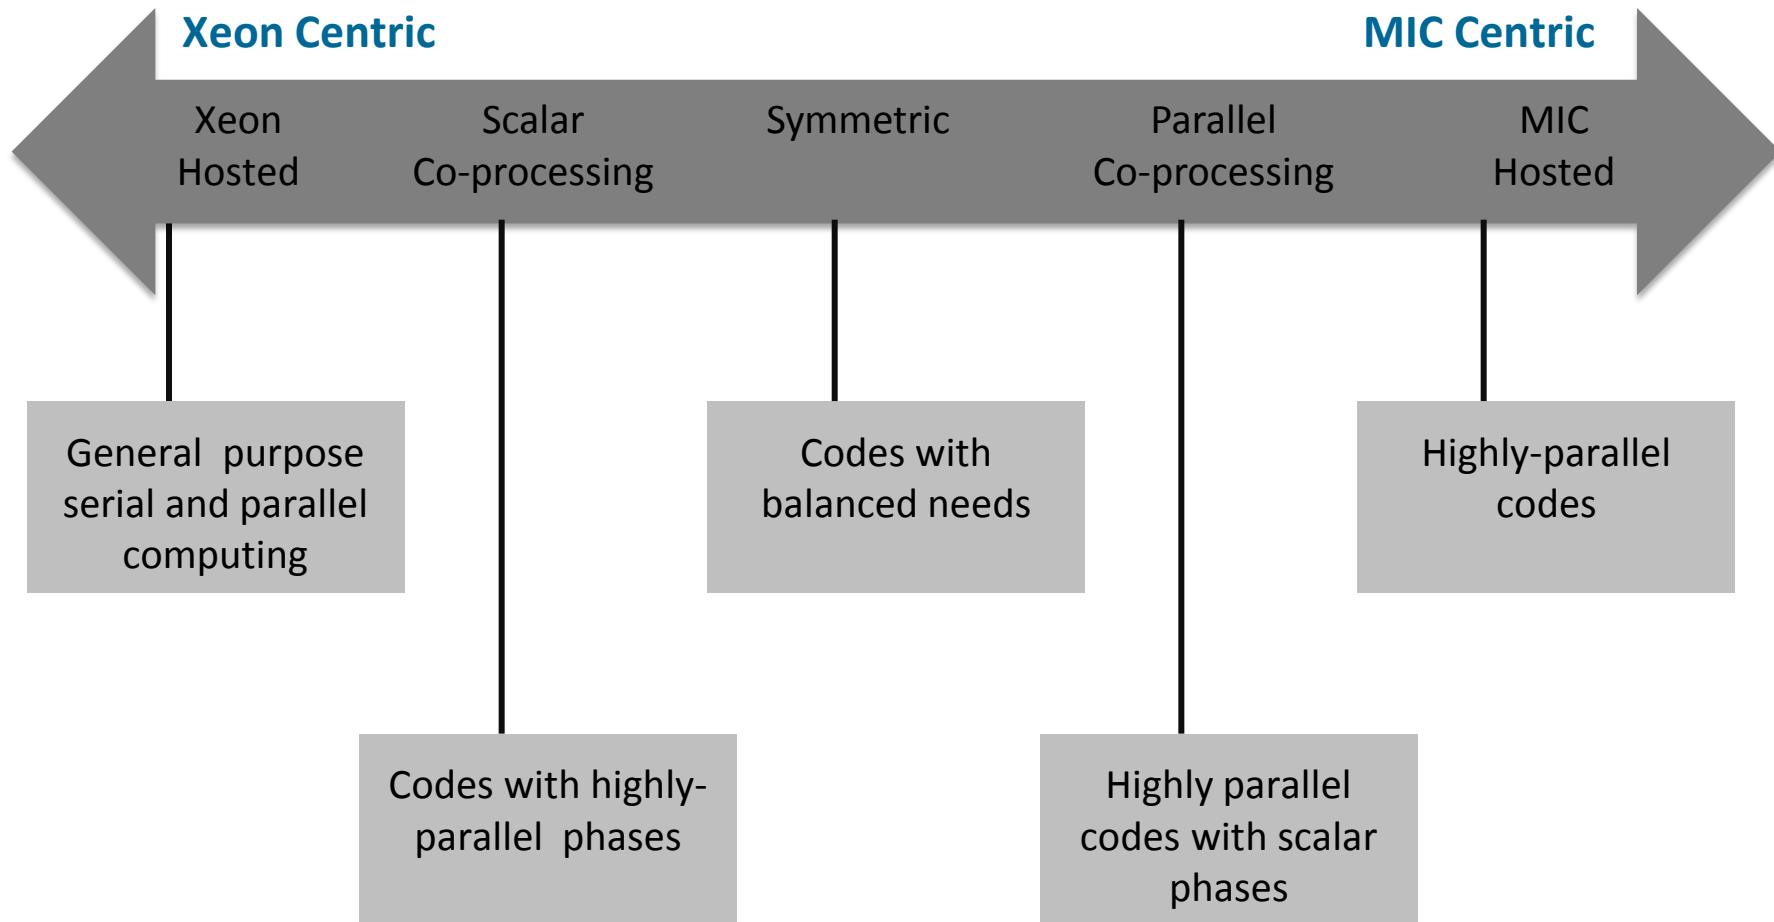 Xeon Centric
MIC Centric
Xeon
Hosted
Scalar
Co-processing
Symmetric
Parallel
Co-processing
MIC
Hosted
General purpose
serial and parallel
computing
Codes with highly-
parallel phases
Codes with
balanced needs
Highly parallel
codes with scalar
phases
Highly-parallel
codes